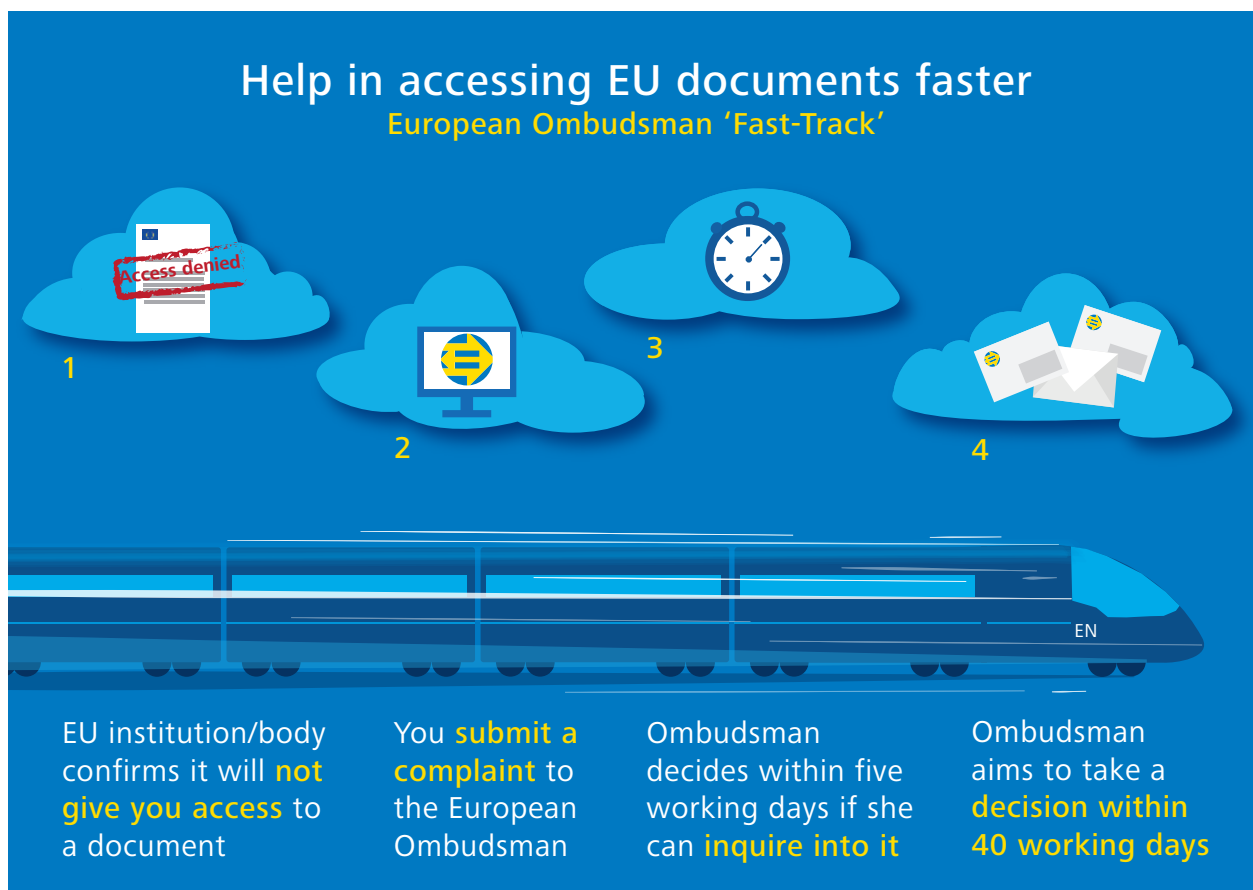 Help in accessing EU documents faster
European Ombudsman ‘Fast-Track’
Access denied
1
2
3
4
EN
EU institution/body
confirms it will not
give you access to
a document
You submit a
complaint to
the European
Ombudsman
Ombudsman
decides within five
working days if she
can inquire into it
Ombudsman
aims to take a
decision within
40 working days